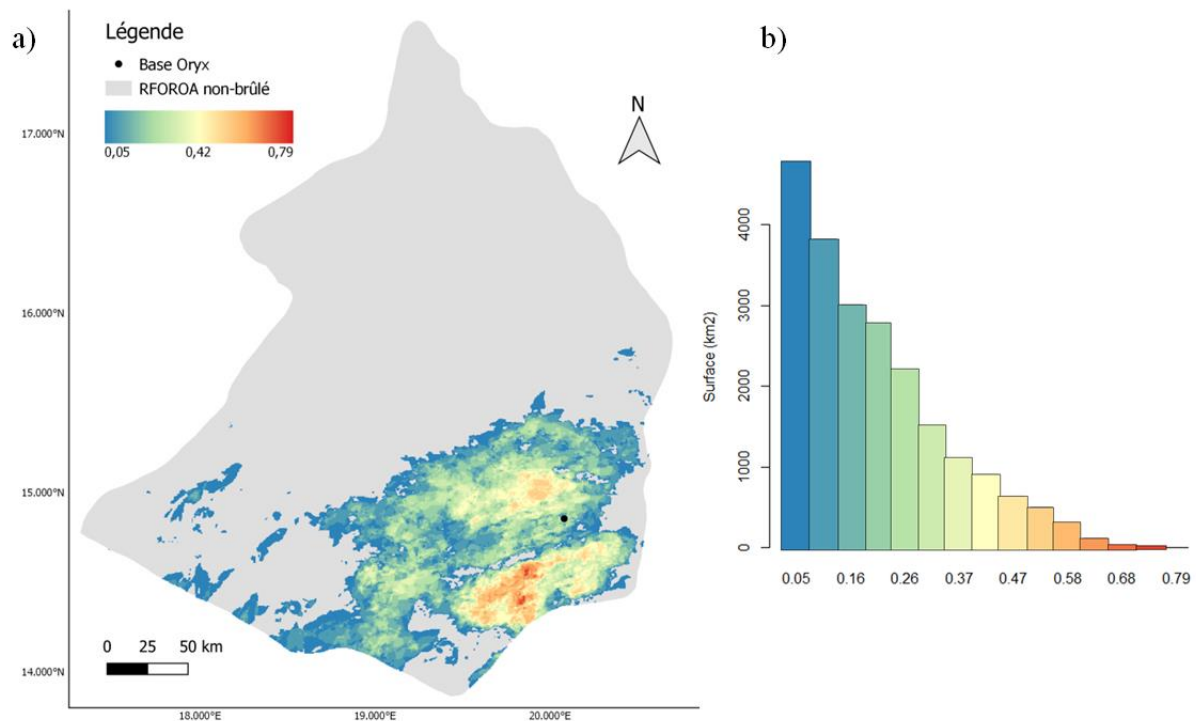 a)
Légende
Base Oryx
RFOROA non-brûlé
0,05 0,42 0,79
N
17.000°N
16.000°N
15.000°N
14.000°N
0 25 50 km
18.000°E 19.000°E 20.000°E
b)
Surface (km2)
4000
3000
2000
1000
0
0.05 0.16 0.26 0.37 0.47 0.58 0.68 0.79